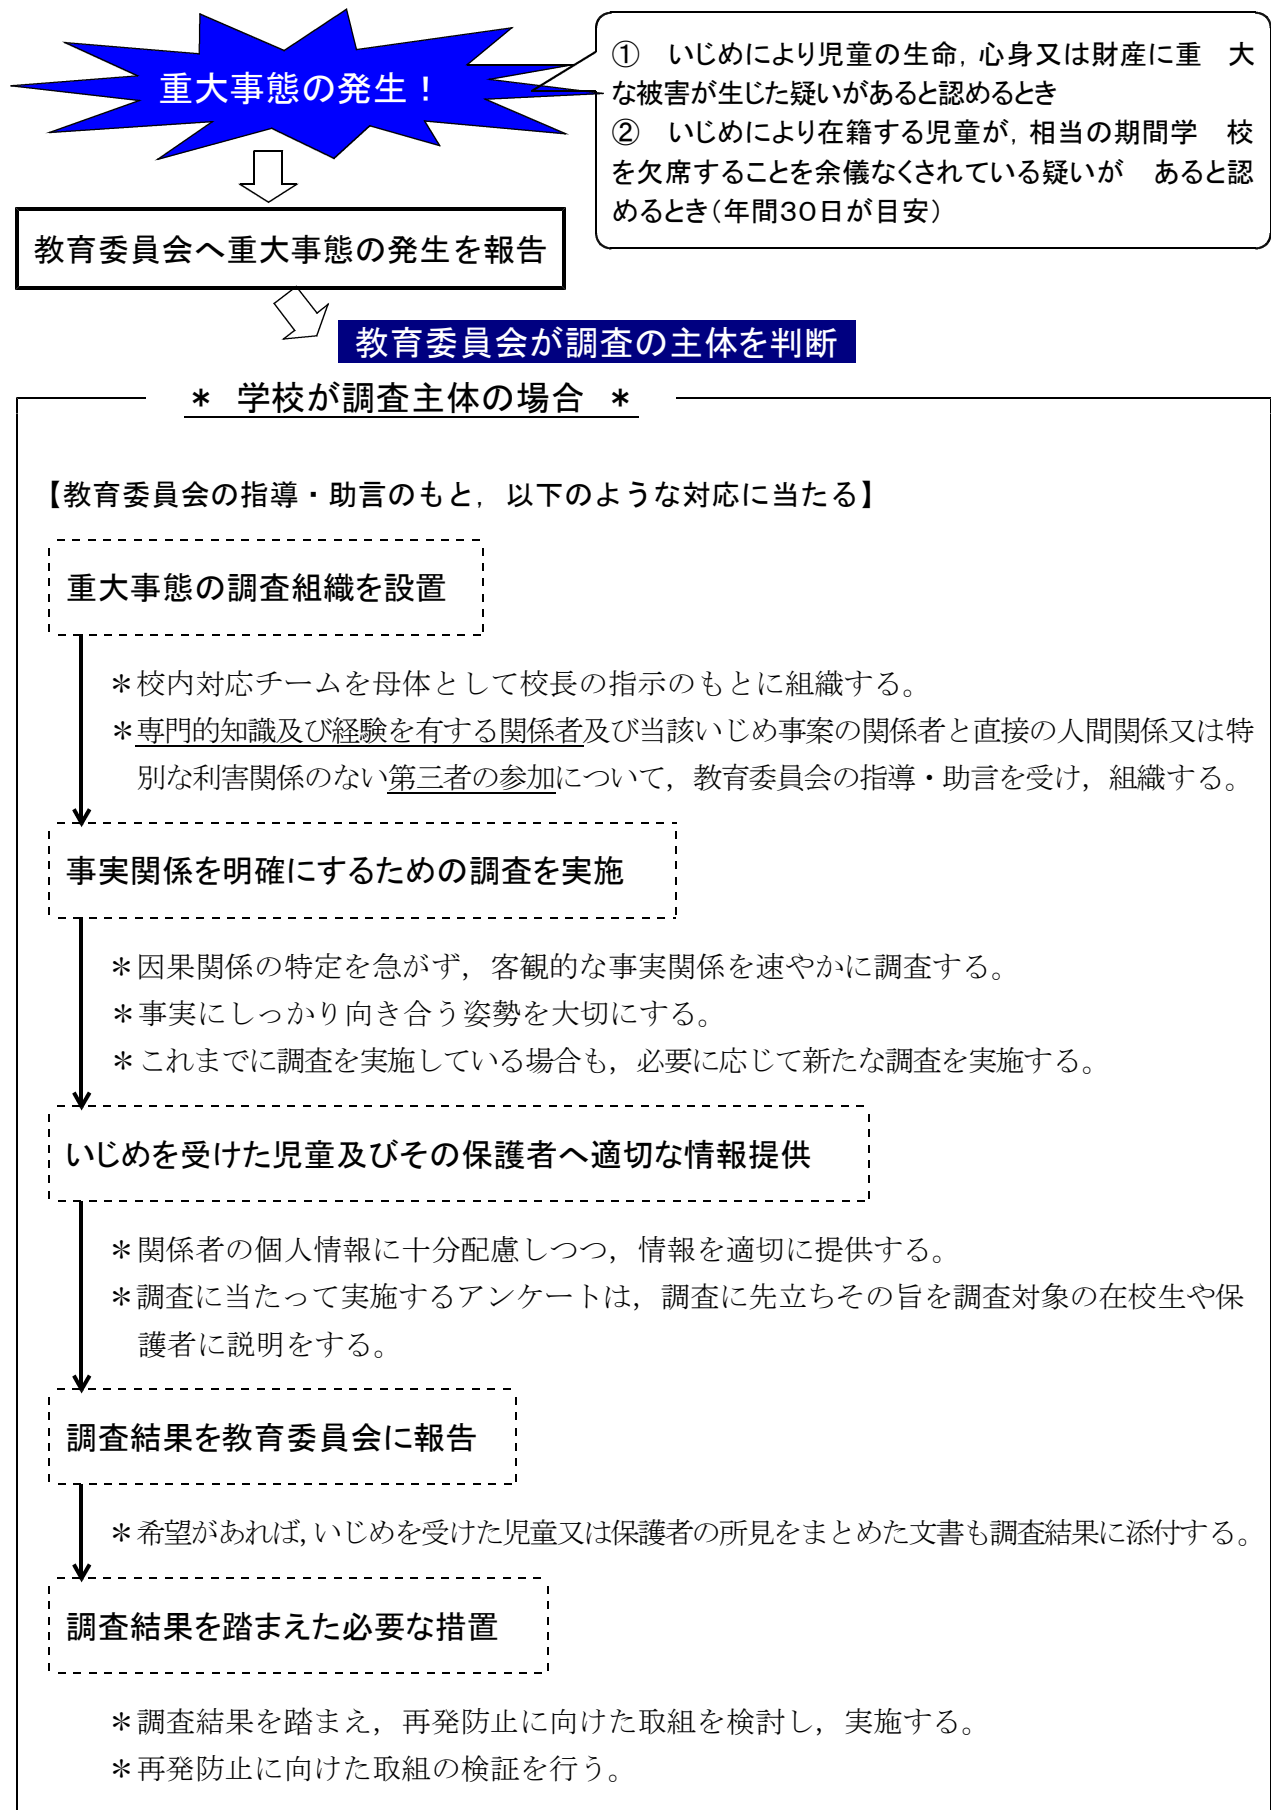 重大事態の発生！
① いじめにより児童の生命，心身又は財産に重　大
な被害が生じた疑いがあると認めるとき
② いじめにより在籍する児童が，相当の期間学　校
を欠席することを余儀なくされている疑いが　あると認
めるとき（年間３０日が目安）
教育委員会へ重大事態の発生を報告
教育委員会が調査の主体を判断
＊　学校が調査主体の場合　＊
【教育委員会の指導・助言のもと，以下のような対応に当たる】
重大事態の調査組織を設置
＊校内対応チームを母体として校長の指示のもとに組織する。
＊専門的知識及び経験を有する関係者及び当該いじめ事案の関係者と直接の人間関係又は特
別な利害関係のない第三者の参加について，教育委員会の指導・助言を受け，組織する。
事実関係を明確にするための調査を実施
＊因果関係の特定を急がず，客観的な事実関係を速やかに調査する。
＊事実にしっかり向き合う姿勢を大切にする。
＊これまでに調査を実施している場合も，必要に応じて新たな調査を実施する。
いじめを受けた児童及びその保護者へ適切な情報提供
＊関係者の個人情報に十分配慮しつつ，情報を適切に提供する。
＊調査に当たって実施するアンケートは，調査に先立ちその旨を調査対象の在校生や保
護者に説明をする。
調査結果を教育委員会に報告
＊希望があれば，いじめを受けた児童又は保護者の所見をまとめた文書も調査結果に添付する。
調査結果を踏まえた必要な措置
＊調査結果を踏まえ，再発防止に向けた取組を検討し，実施する。
＊再発防止に向けた取組の検証を行う。